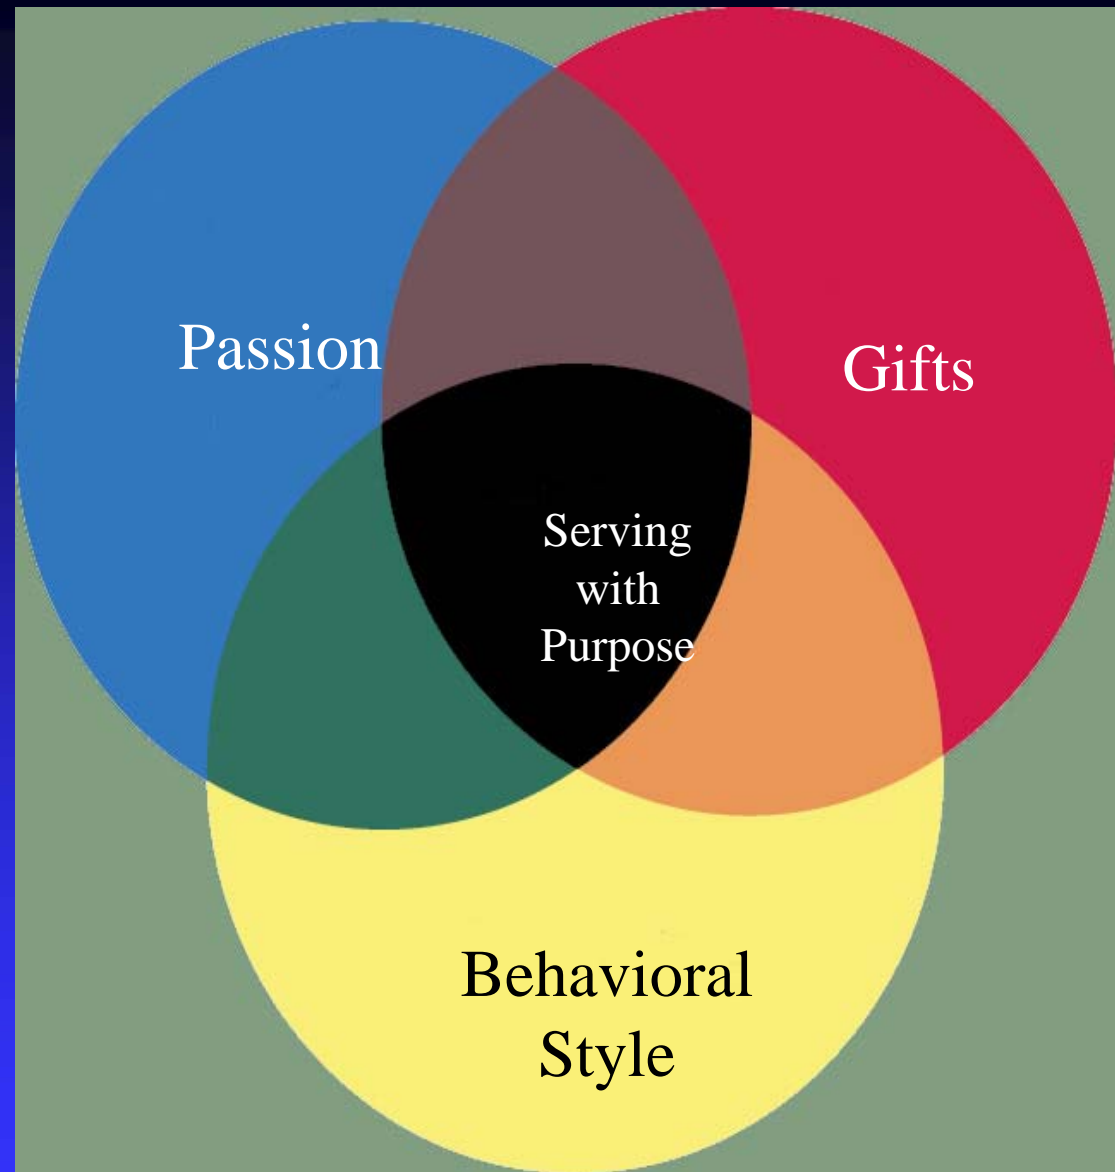 Passion
Gifts
Serving
with
Purpose
Behavioral
Style